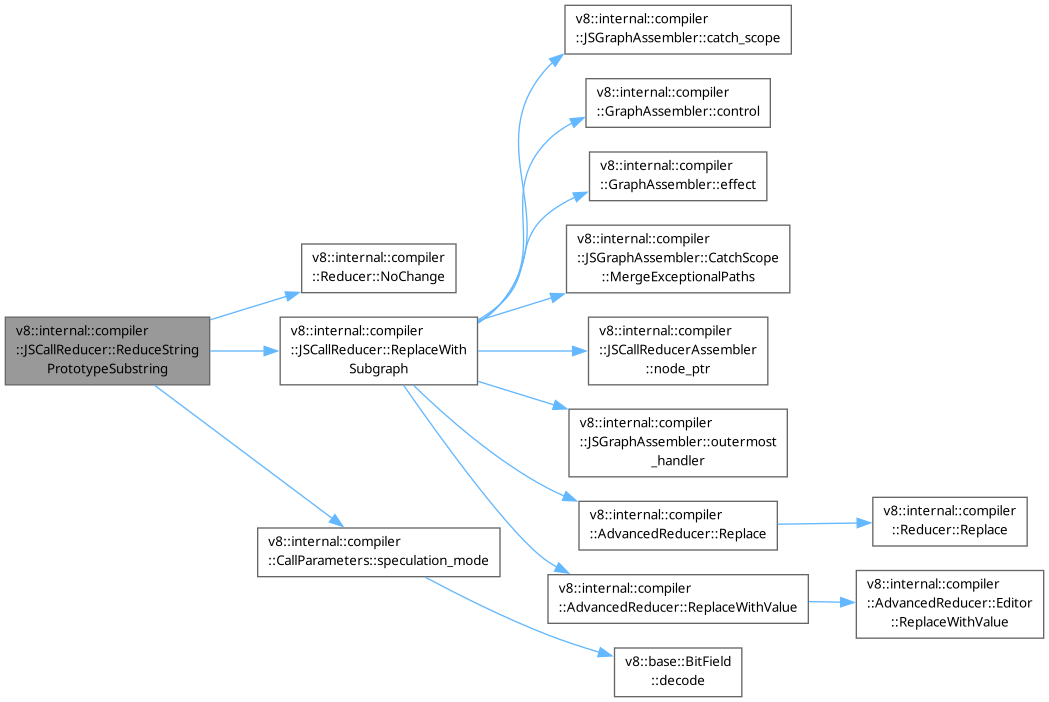 v8::internal::compiler
::JSGraphAssembler::catch_scope
v8::internal::compiler
::GraphAssembler::control
v8::internal::compiler
::GraphAssembler::effect
v8::internal::compiler
::JSGraphAssembler::CatchScope
::MergeExceptionalPaths
v8::internal::compiler
::Reducer::NoChange
v8::internal::compiler
::JSCallReducer::ReduceString
PrototypeSubstring
v8::internal::compiler
::JSCallReducer::ReplaceWith
Subgraph
v8::internal::compiler
::JSCallReducerAssembler
::node_ptr
v8::internal::compiler
::JSGraphAssembler::outermost
_handler
v8::internal::compiler
::AdvancedReducer::Replace
v8::internal::compiler
::Reducer::Replace
v8::internal::compiler
::CallParameters::speculation_mode
v8::internal::compiler
::AdvancedReducer::ReplaceWithValue
v8::internal::compiler
::AdvancedReducer::Editor
::ReplaceWithValue
v8::base::BitField
::decode